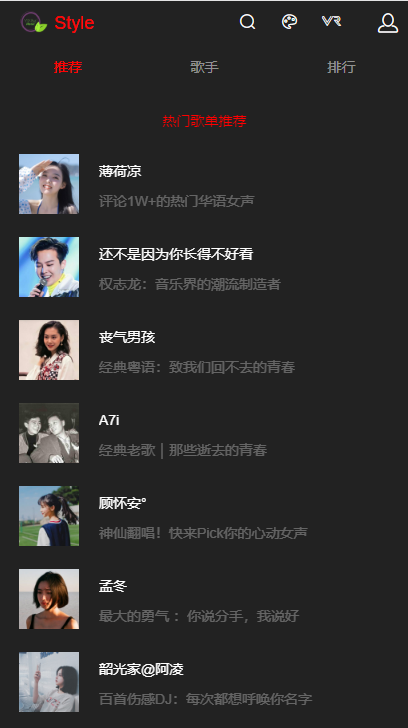 Style
VR
推荐
歌手
排行
热门歌单推荐
薄荷凉
评论1W+的热门华语女声
还不是因为你长得不好看
权志龙：音乐界的潮流制造者
丧气男孩
经典粤语：致我们回不去的青春
A7i
经典老歌 | 那些逝去的青春
顾怀安°
神仙翻唱！快来Pick你的心动女声
孟冬
最大的勇气 ：你说分手，我说好
韶光家@阿凌
百首伤感DJ：每次都想呼唤你名字